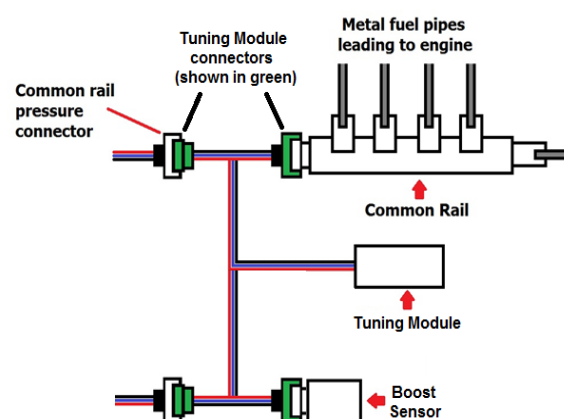 Metal fuel pipes
leading to engine
Tuning Module
connectors
(shown in green)
Common rail
pressure
connector
Common Rail
Tuning Module
Boost
Sensor